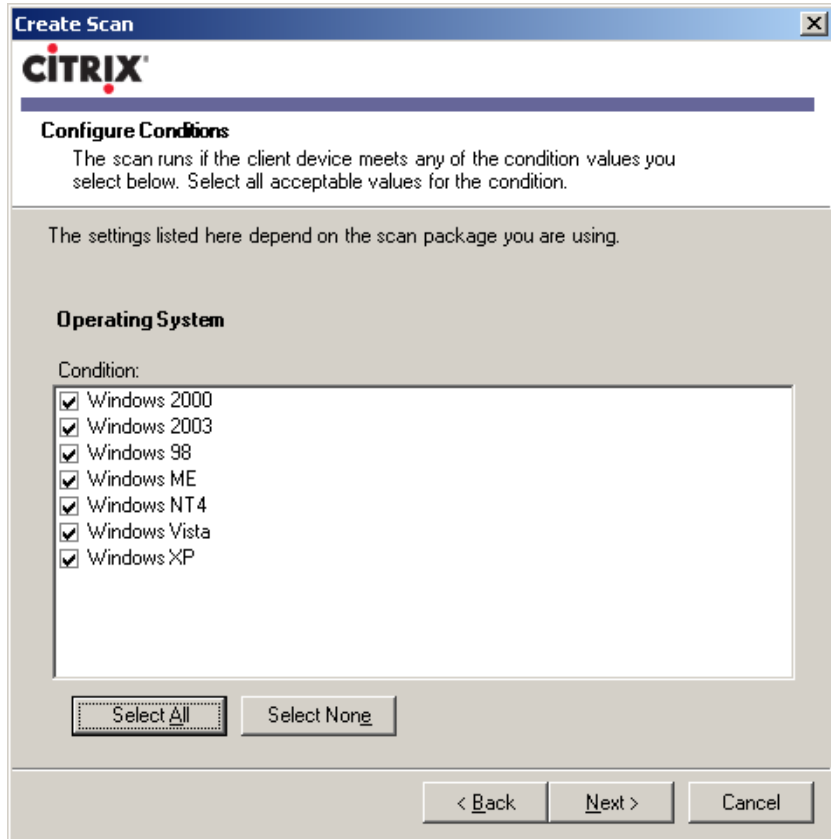 Create Scan
CITRIX
Configure Conditions
The scan runs if the client device meets any of the condition values you
select below. Select all acceptable values for the condition.
The settings listed here depend on the scan package you are using.
Operating System
Condition:
Windows 2000
Windows 2003
Windows 98
Windows ME
Windows NT4
Windows Vista
Windows XP
Select All Select None
< Back Next > Cancel